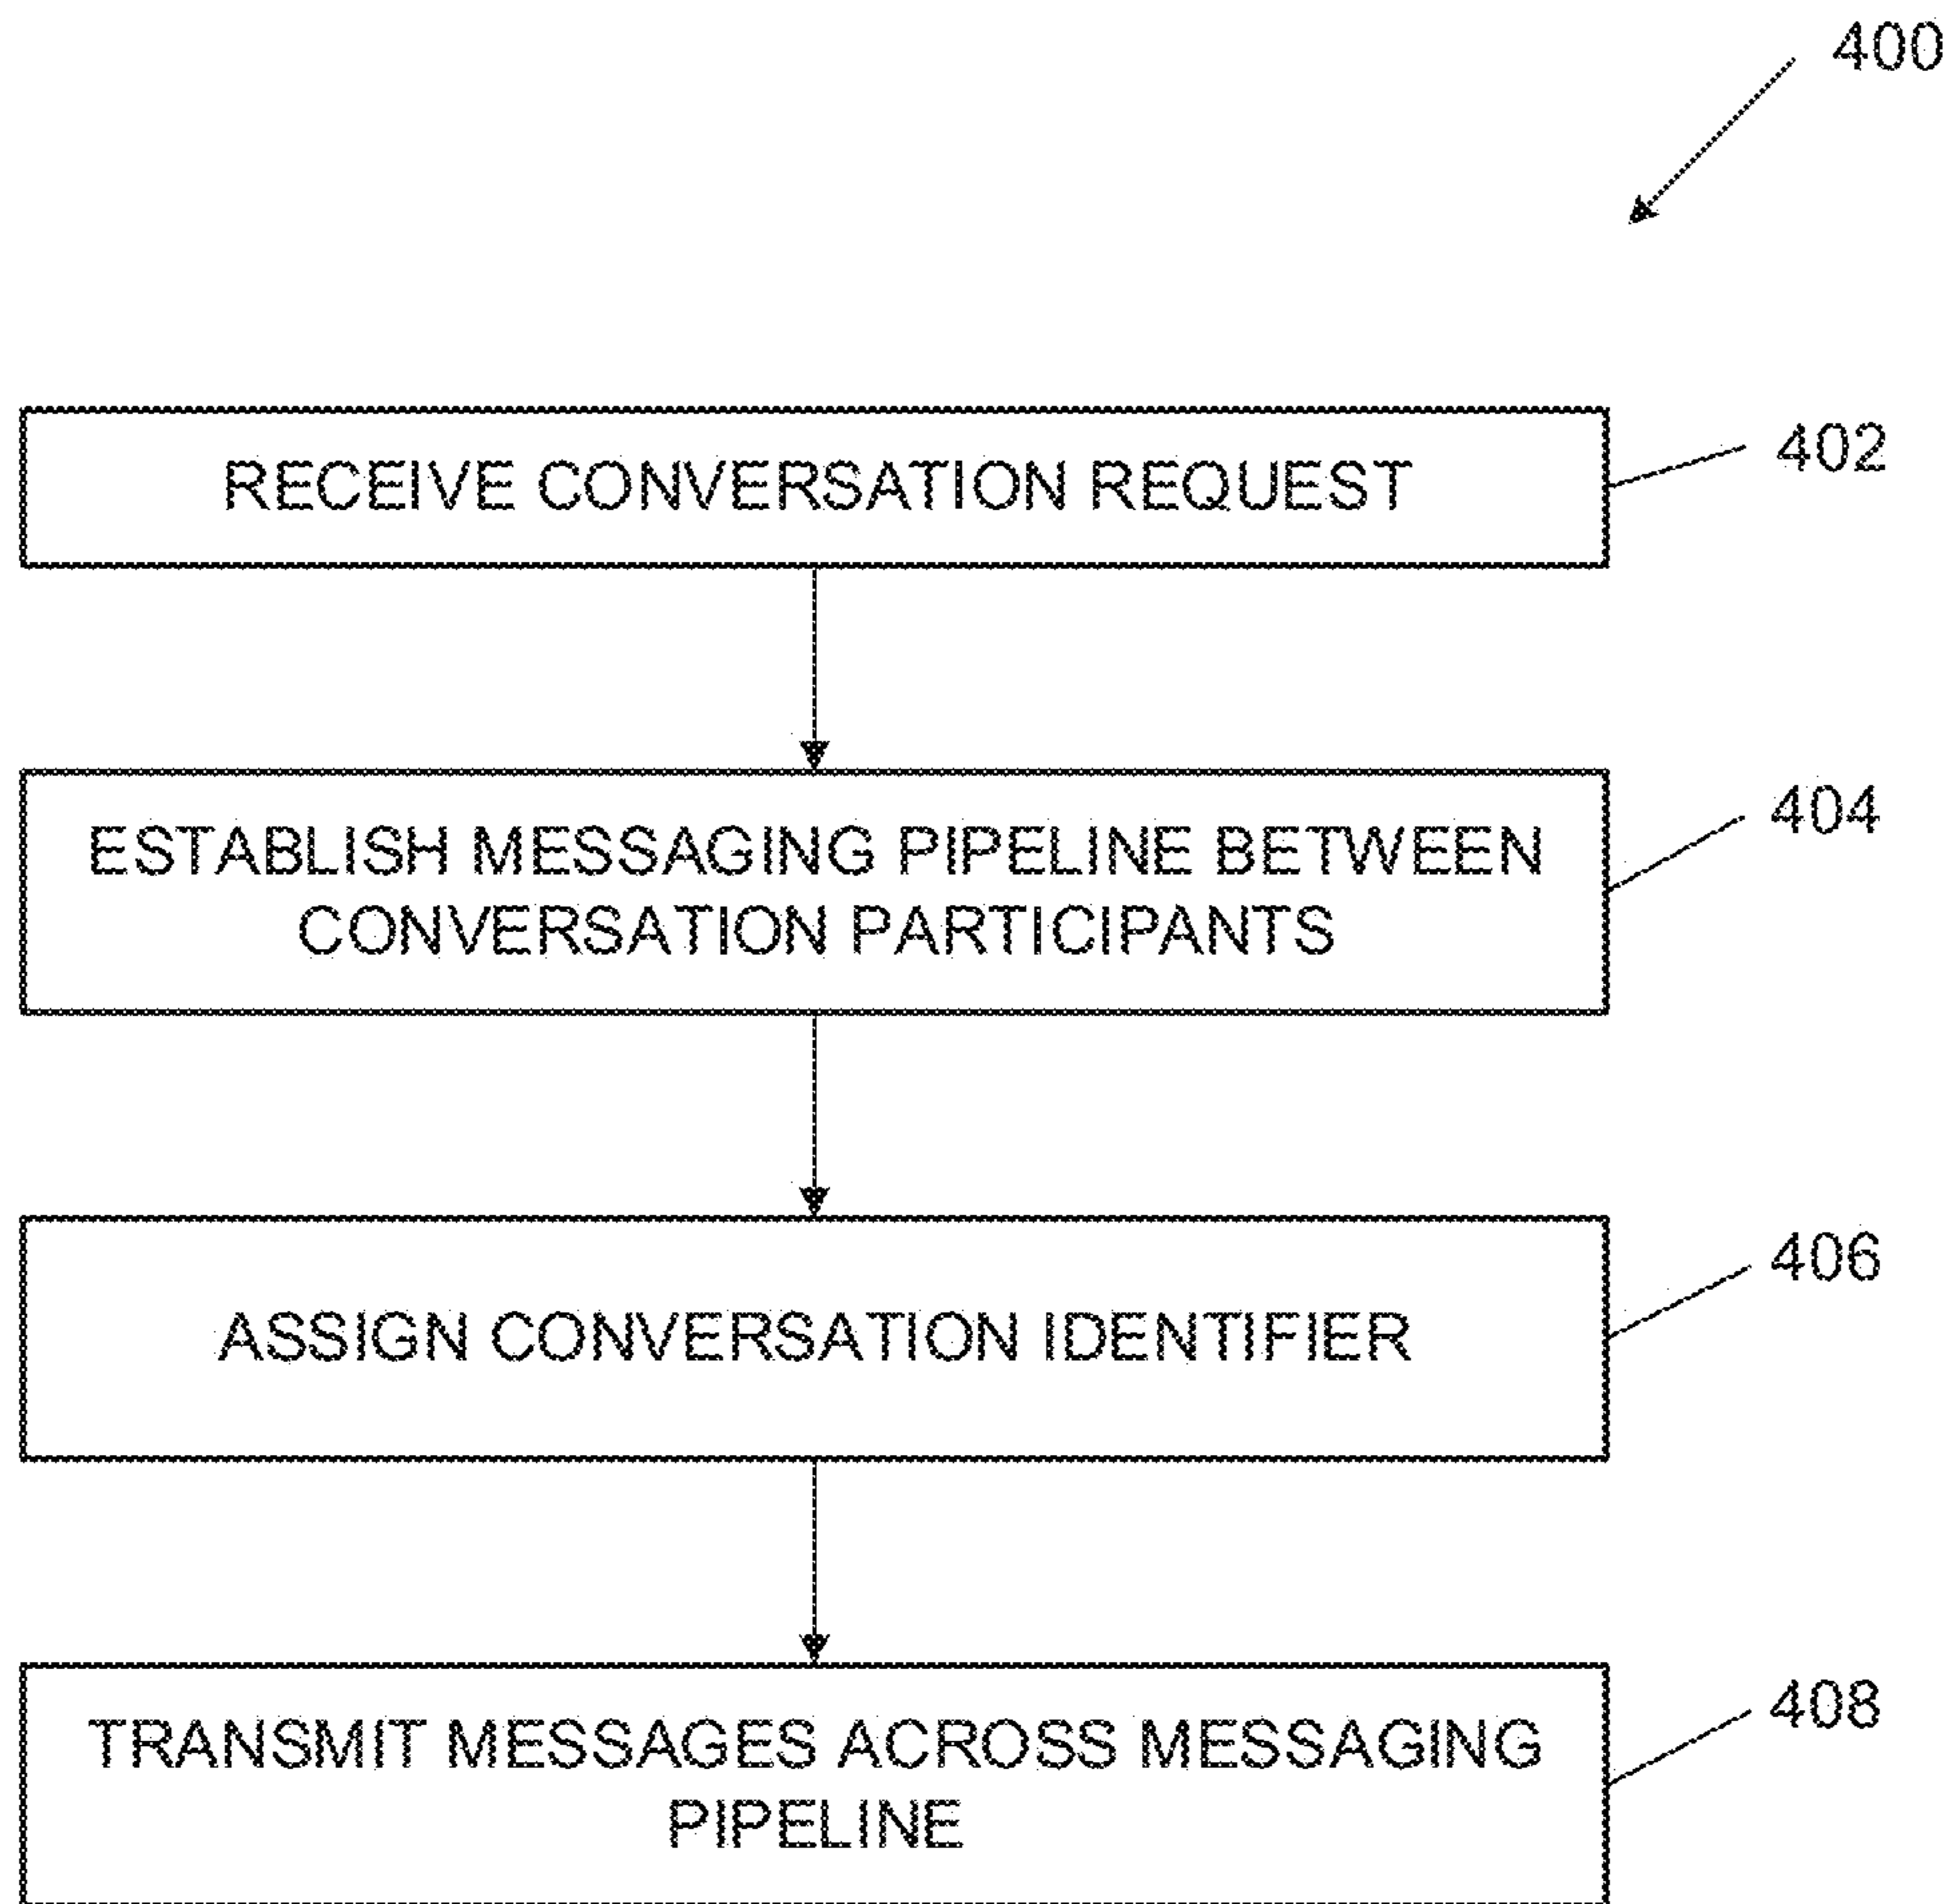 400
RECEIVE CONVERSATION REQUEST
402
ESTABLISH MESSAGING PIPELINE BETWEEN
CONVERSATION PARTICIPANTS
404
ASSIGN CONVERSATION IDENTIFIER
406
TRANSMIT MESSAGES ACROSS MESSAGING
PIPELINE
408